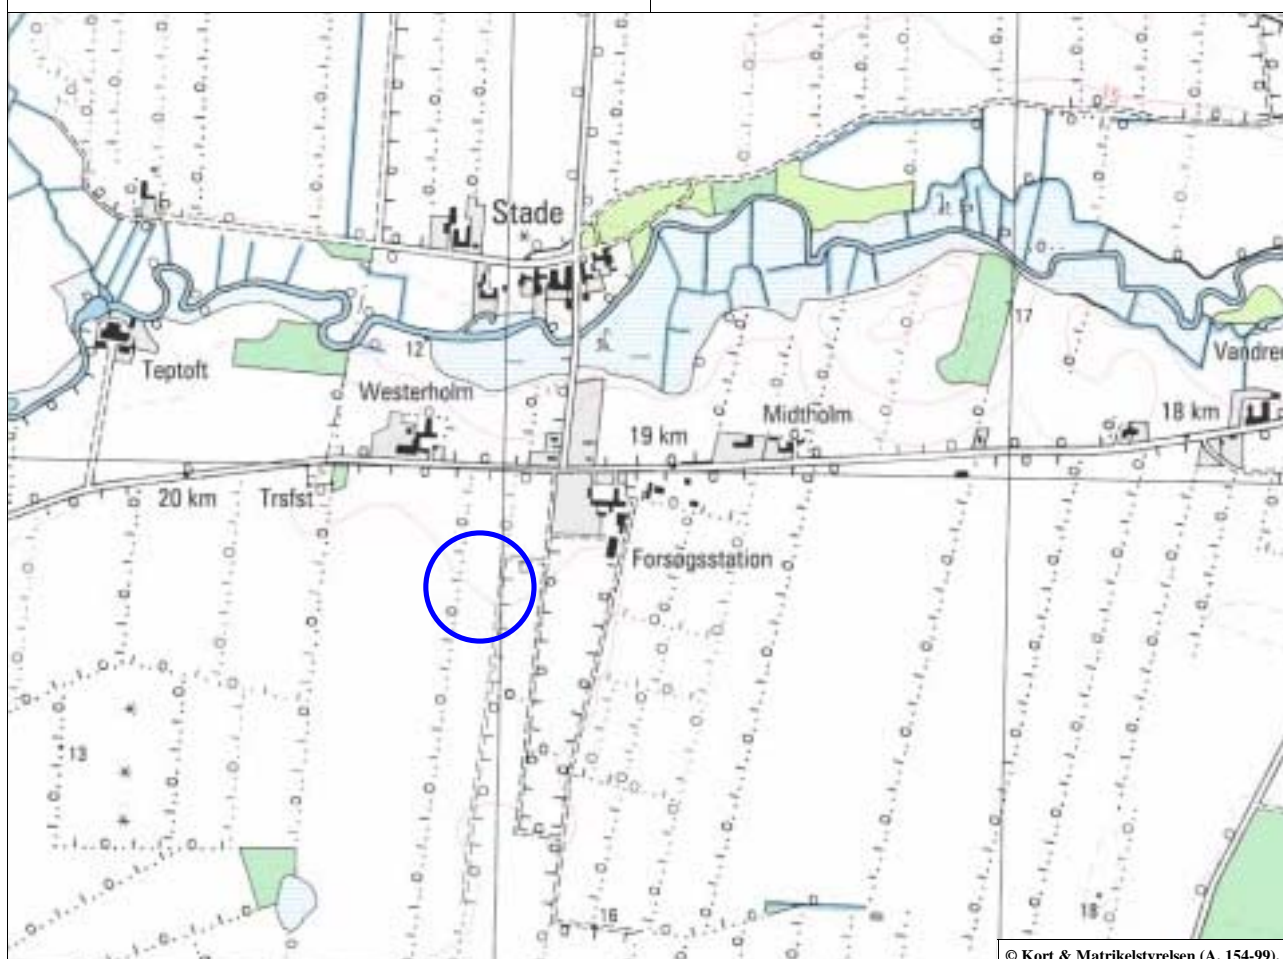 Stade
17
12
Teptoft
Vandre
Westerholm
Midtholm
18 km
19 km
20 km
Trsfst
Forsøgsstation
13
16
18
© Kort & Matrikelstyrelsen (A. 154-99).